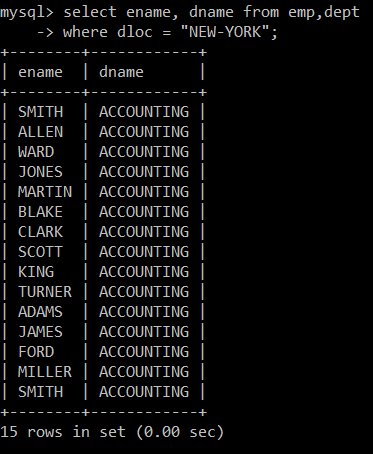 mysql> select ename, dname from emp,dept
    -> where dloc = "NEW-YORK";
+--------+------------+
| ename  | dname      |
+--------+------------+
| SMITH  | ACCOUNTING |
| ALLEN  | ACCOUNTING |
| WARD   | ACCOUNTING |
| JONES  | ACCOUNTING |
| MARTIN | ACCOUNTING |
| BLAKE  | ACCOUNTING |
| CLARK  | ACCOUNTING |
| SCOTT  | ACCOUNTING |
| KING   | ACCOUNTING |
| TURNER | ACCOUNTING |
| ADAMS  | ACCOUNTING |
| JAMES  | ACCOUNTING |
| FORD   | ACCOUNTING |
| MILLER | ACCOUNTING |
| SMITH  | ACCOUNTING |
+--------+------------+
15 rows in set (0.00 sec)